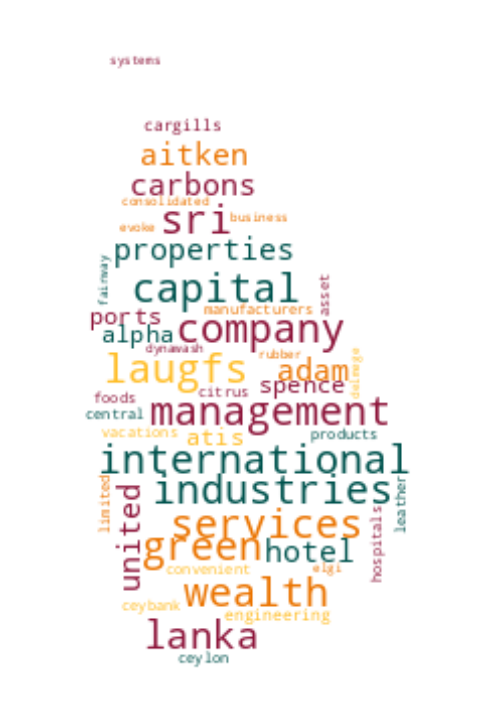 systems
cargills
aitken
carbons
consolidated
sri
business
evoke
properties
fairway
capital
asset
manufacturers
ports
company
alpha
dynawash
rubber
laugfs
adam
delmege
spence
citrus
foods
management
central
vacations
atis
products
international
limited
industries
leather
united
services
hospitals
green
hotel
convenient
elgi
wealth
ceybank
engineering
lanka
ceylon